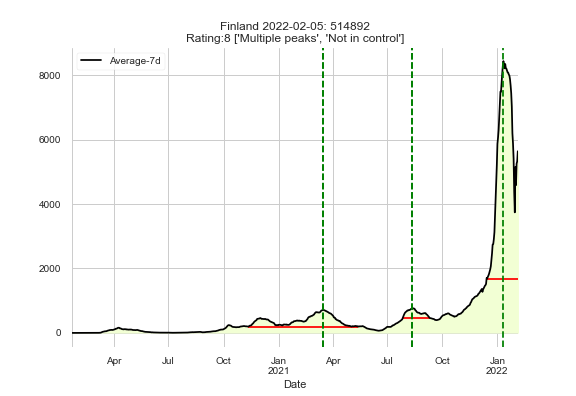 Finland 2022-02-05: 514892
Rating:8 ['Multiple peaks', 'Not in control']
Average-7d
8000
6000
4000
2000
0
Apr Jul Oct Jan Apr Jul Oct Jan
2021 2022
Date